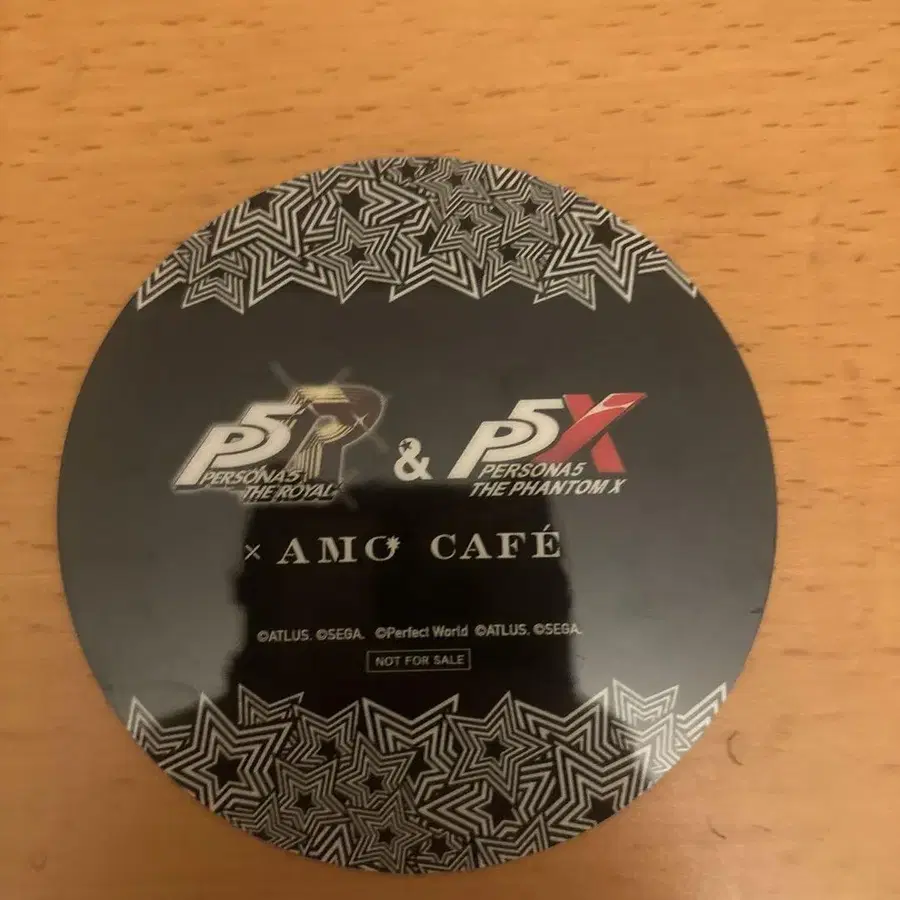 P5R & P5X
PERSONA5 PERSONA5
THE ROYAL THE PHANTOM X
× AMO CAFÉ
©ATLUS. ©SEGA. ©Perfect World ©ATLUS. ©SEGA.
NOT FOR SALE